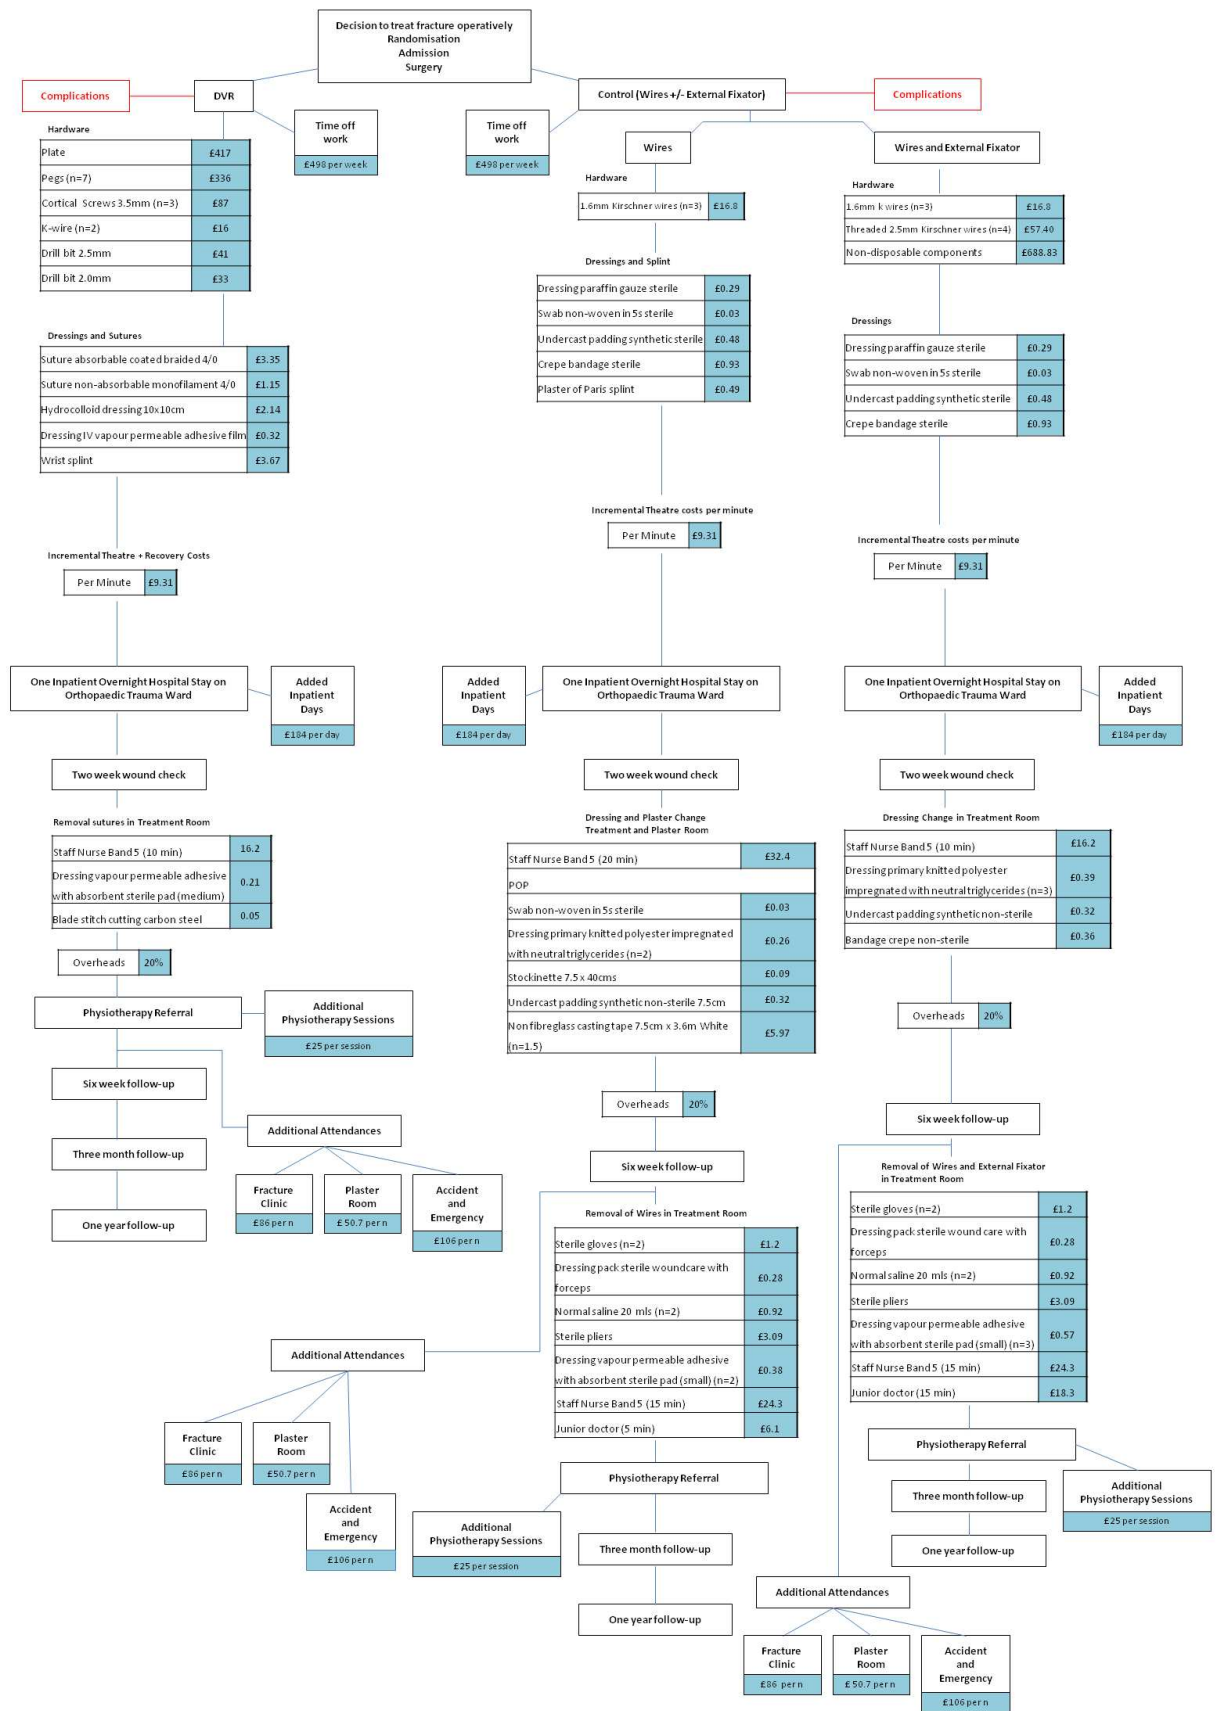 Decision to treat fracture operatively
Randomisation
Admission
Surgery
Complications
DVR
Time off
work
£498 per week
Hardware
Plate £417
Pegs (n=7) £336
Cortical Screws 3.5mm (n=3) £87
K-wire (n=2) £16
Drill bit 2.5mm £41
Drill bit 2.0mm £33
Dressings and Sutures
Suture absorbable coated braided 4/0 £3.35
Suture non-absorbable monofilament 4/0 £1.15
Hydrocolloid dressing 10x10cm £2.14
Dressing IV vapour permeable adhesive film £0.32
Wrist splint £3.67
Incremental Theatre + Recovery Costs
Per Minute £9.31
One Inpatient Overnight Hospital Stay on
Orthopaedic Trauma Ward
Added
Inpatient
Days
£184 per day
Two week wound check
Removal sutures in Treatment Room
Staff Nurse Band 5 (10 min) 16.2
Dressing vapour permeable adhesive
with absorbent sterile pad (medium) 0.21
Blade stitch cutting carbon steel 0.05
Overheads 20%
Physiotherapy Referral
Additional
Physiotherapy Sessions
£25 per session
Six week follow-up
Three month follow-up
One year follow-up
Additional Attendances
Fracture
Clinic
£86 per n
Plaster
Room
£50.7 per n
Accident
and
Emergency
£106 per n
Control (Wires +/- External Fixator)
Complications
Time off
work
£498 per week
Wires
Hardware
1.6mm Kirschner wires (n=3) £16.8
Dressings and Splint
Dressing paraffin gauze sterile £0.29
Swab non-woven in 5s sterile £0.03
Undercast padding synthetic sterile £0.48
Crepe bandage sterile £0.93
Plaster of Paris splint £0.49
Incremental Theatre costs per minute
Per Minute £9.31
Added
Inpatient
Days
£184 per day
One Inpatient Overnight Hospital Stay on
Orthopaedic Trauma Ward
Two week wound check
Dressing and Plaster Change
Treatment and Plaster Room
Staff Nurse Band 5 (20 min) £32.4
POP
Swab non-woven in 5s sterile £0.03
Dressing primary knitted polyester impregnated
with neutral triglycerides (n=2) £0.26
Stockinette 7.5 x 40cms £0.09
Undercast padding synthetic non-sterile 7.5cm £0.32
Non fibreglass casting tape 7.5cm x 3.6m White
(n=1.5) £5.97
Overheads 20%
Six week follow-up
Removal of Wires in Treatment Room
Sterile gloves (n=2) £1.2
Dressing pack sterile woundcare with
forceps £0.28
Normal saline 20 mls (n=2) £0.92
Sterile pliers £3.09
Dressing vapour permeable adhesive
with absorbent sterile pad (small) (n=2) £0.38
Staff Nurse Band 5 (15 min) £24.3
Junior doctor (5 min) £6.1
Additional Attendances
Fracture
Clinic
£86 per n
Plaster
Room
£50.7 per n
Accident
and
Emergency
£106 per n
Physiotherapy Referral
Additional
Physiotherapy Sessions
£25 per session
Three month follow-up
One year follow-up
Wires and External Fixator
Hardware
1.6mm k wires (n=3) £16.8
Threaded 2.5mm Kirschner wires (n=4) £57.40
Non-disposable components £688.83
Dressings
Dressing paraffin gauze sterile £0.29
Swab non-woven in 5s sterile £0.03
Undercast padding synthetic sterile £0.48
Crepe bandage sterile £0.93
Incremental Theatre costs per minute
Per Minute £9.31
One Inpatient Overnight Hospital Stay on
Orthopaedic Trauma Ward
Added
Inpatient
Days
£184 per day
Two week wound check
Dressing Change in Treatment Room
Staff Nurse Band 5 (10 min) £16.2
Dressing primary knitted polyester
impregnated with neutral triglycerides (n=3) £0.39
Undercast padding synthetic non-sterile £0.32
Bandage crepe non-sterile £0.36
Overheads 20%
Six week follow-up
Removal of Wires and External Fixator
in Treatment Room
Sterile gloves (n=2) £1.2
Dressing pack sterile wound care with
forceps £0.28
Normal saline 20 mls (n=2) £0.92
Sterile pliers £3.09
Dressing vapour permeable adhesive
with absorbent sterile pad (small) (n=3) £0.57
Staff Nurse Band 5 (15 min) £24.3
Junior doctor (15 min) £18.3
Physiotherapy Referral
Additional
Physiotherapy Sessions
£25 per session
Three month follow-up
One year follow-up
Additional Attendances
Fracture
Clinic
£86 per n
Plaster
Room
£50.7 per n
Accident
and
Emergency
£106 per n